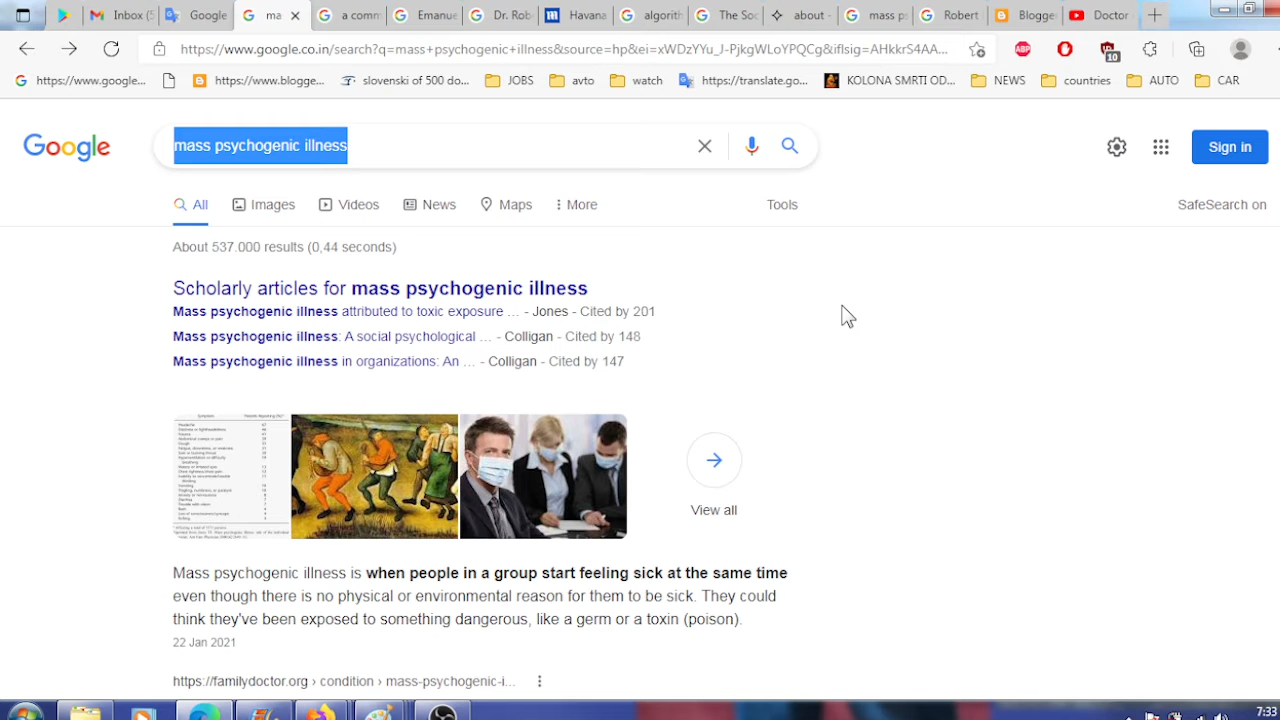 Inbox (5
Google
ma
a comm
Emanue
Dr. Rob
Havana
algorith
The Soc
about -
mass ps
Robert
Blogge
Doctor
https://www.google.co.in/search?q=mass+psychogenic+illness&source=hp&ei=xWDzYYu_J-PjkgWLoYPQCg&iflsig=AHkkrS4AA...
ABP
10
https://www.google...
https://www.blogge...
slovenski of 500 do...
JOBS
avto
watch
https://translate.go...
KOLONA SMRTI OD...
NEWS
countries
AUTO
CAR
Google
mass psychogenic illness
Sign in
All
Images
Videos
News
Maps
More
Tools
SafeSearch on
About 537.000 results (0,44 seconds)
Scholarly articles for mass psychogenic illness
Mass psychogenic illness attributed to toxic exposure ... - Jones - Cited by 201
Mass psychogenic illness: A social psychological ... - Colligan - Cited by 148
Mass psychogenic illness in organizations: An ... - Colligan - Cited by 147
View all
Mass psychogenic illness is when people in a group start feeling sick at the same time
even though there is no physical or environmental reason for them to be sick. They could
think they've been exposed to something dangerous, like a germ or a toxin (poison).
22 Jan 2021
https://familydoctor.org › condition › mass-psychogenic-i...
7:33